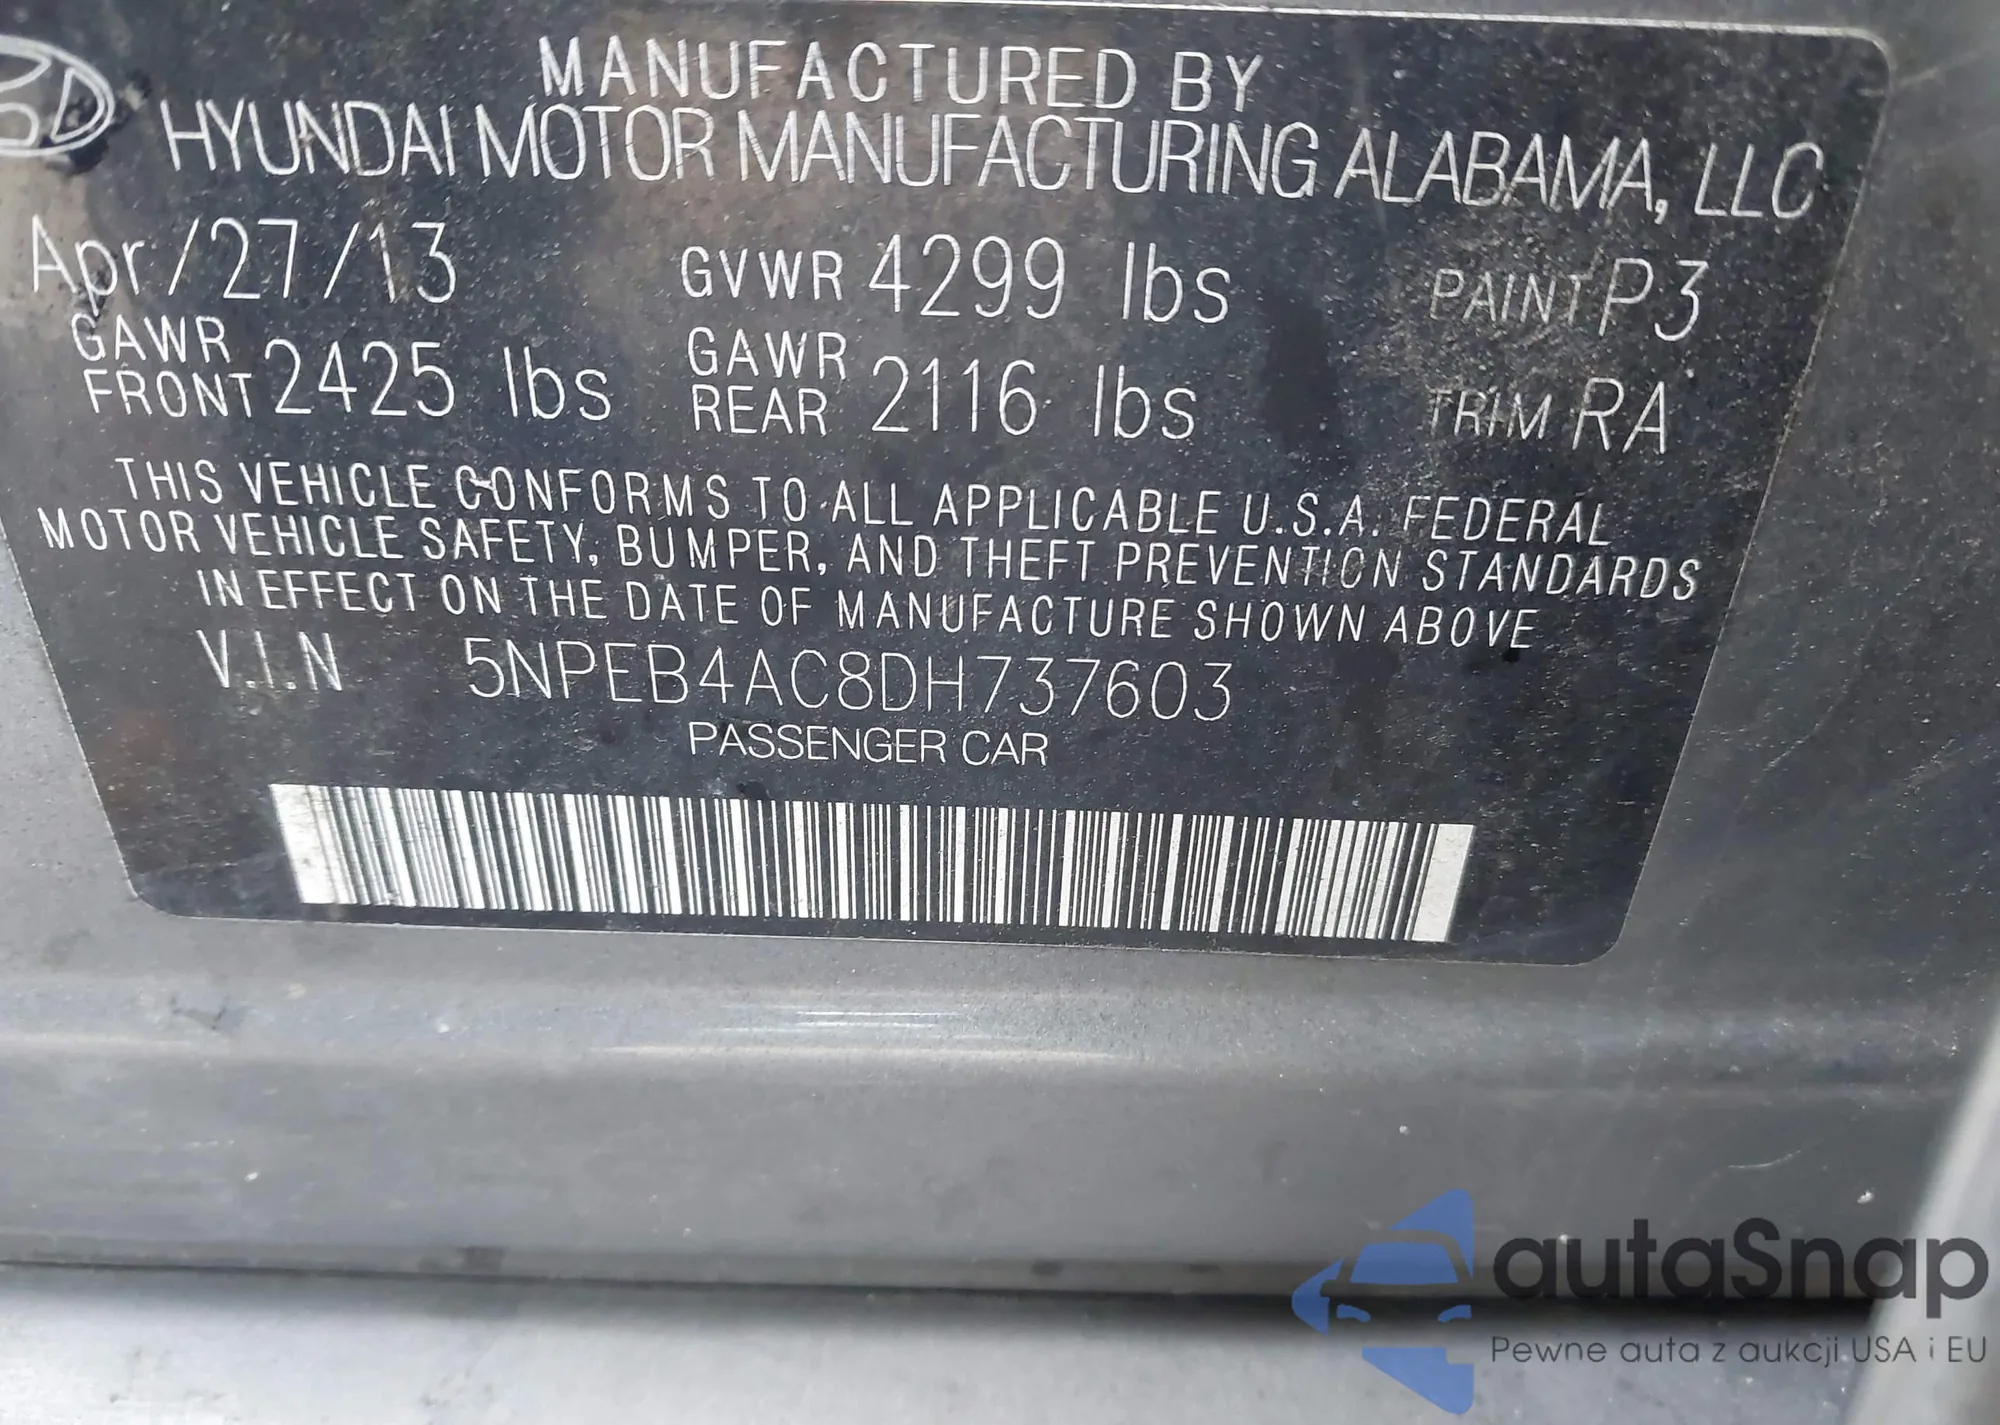 MANUFACTURED BY
HYUNDAI MOTOR MANUFACTURING ALABAMA, LLC
Apr/27/13 GVWR 4299 lbs PAINT P3
GAWR FRONT 2425 lbs GAWR REAR 2116 lbs TRIM RA
THIS VEHICLE CONFORMS TO ALL APPLICABLE U.S.A. FEDERAL
MOTOR VEHICLE SAFETY, BUMPER, AND THEFT PREVENTION STANDARDS
IN EFFECT ON THE DATE OF MANUFACTURE SHOWN ABOVE
V.I.N 5NPEB4AC8DH737603
PASSENGER CAR
autaSnap
Pewne auta z aukcji USA i EU